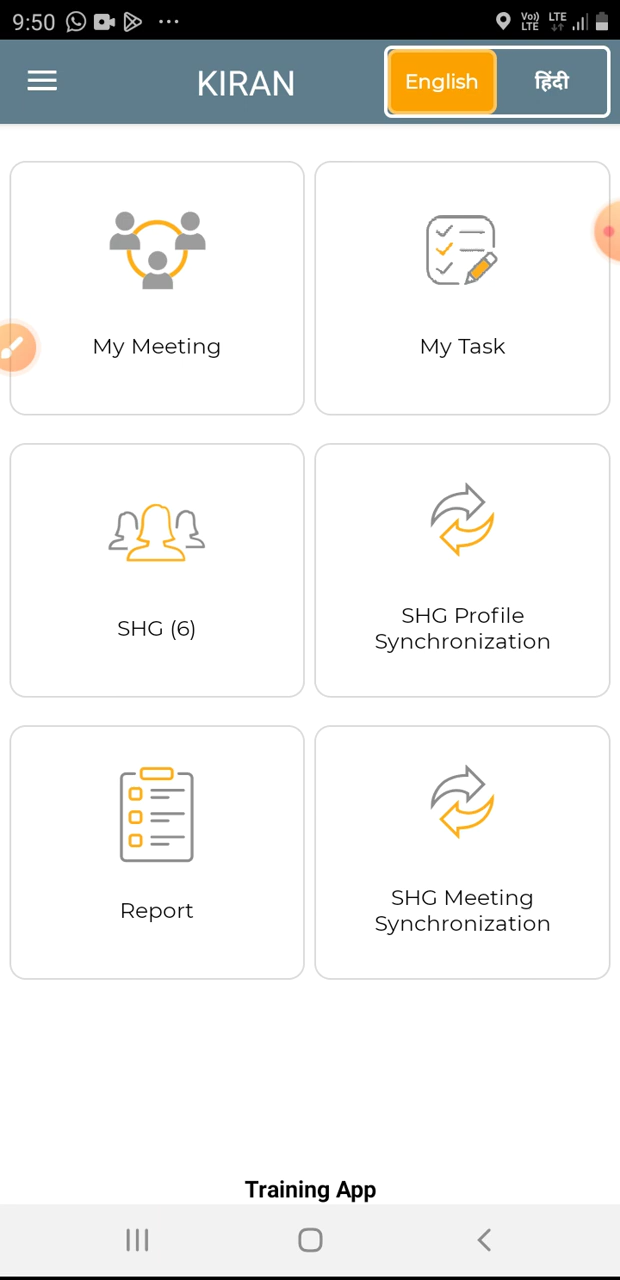 9:50
Vo)) LTE
LTE
KIRAN
English
हिंदी
My Meeting
My Task
SHG (6)
SHG Profile
Synchronization
Report
SHG Meeting
Synchronization
Training App